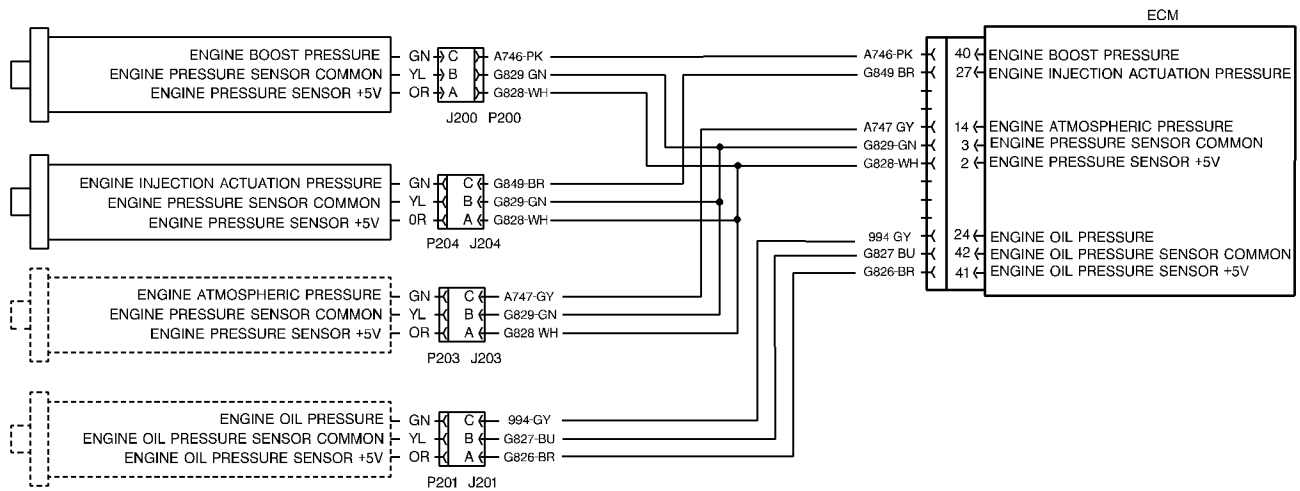 ECM
ENGINE BOOST PRESSURE GN C A746-PK A746-PK 40 ENGINE BOOST PRESSURE
ENGINE PRESSURE SENSOR COMMON YL B G829 GN G849 BR 27 ENGINE INJECTION ACTUATION PRESSURE
ENGINE PRESSURE SENSOR +5V OR A G828-WH
J200 P200
A747 GY 14 ENGINE ATMOSPHERIC PRESSURE
G829-GN 3 ENGINE PRESSURE SENSOR COMMON
G828-WH 2 ENGINE PRESSURE SENSOR +5V
ENGINE INJECTION ACTUATION PRESSURE GN C G849-BR
ENGINE PRESSURE SENSOR COMMON YL B G829-GN
ENGINE PRESSURE SENSOR +5V 0R A G828-WH
P204 J204
994 GY 24 ENGINE OIL PRESSURE
G827 BU 42 ENGINE OIL PRESSURE SENSOR COMMON
G826-BR 41 ENGINE OIL PRESSURE SENSOR +5V
ENGINE ATMOSPHERIC PRESSURE GN C A747-GY
ENGINE PRESSURE SENSOR COMMON YL B G829-GN
ENGINE PRESSURE SENSOR +5V OR A G828 WH
P203 J203
ENGINE OIL PRESSURE GN C 994-GY
ENGINE OIL PRESSURE SENSOR COMMON YL B G827-BU
ENGINE OIL PRESSURE SENSOR +5V OR A G826-BR
P201 J201